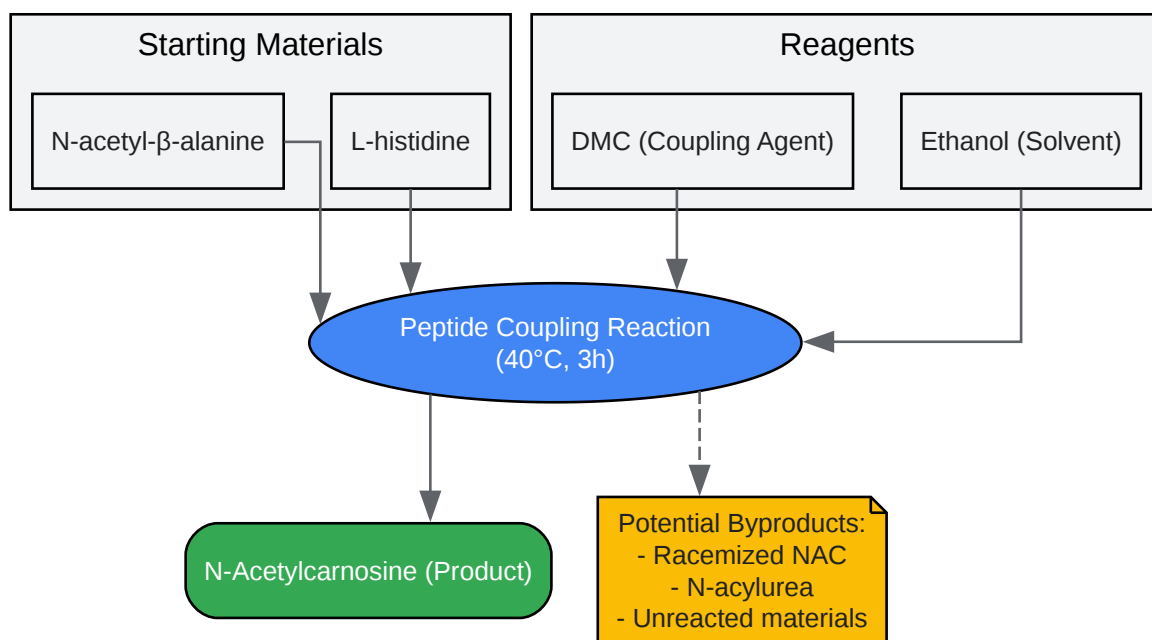 Starting Materials
Reagents
N-acetyl-β-alanine
L-histidine
DMC (Coupling Agent)
Ethanol (Solvent)
Peptide Coupling Reaction
(40°C, 3h)
N-Acetylcarnosine (Product)
Potential Byproducts:
- Racemized NAC
- N-acylurea
- Unreacted materials